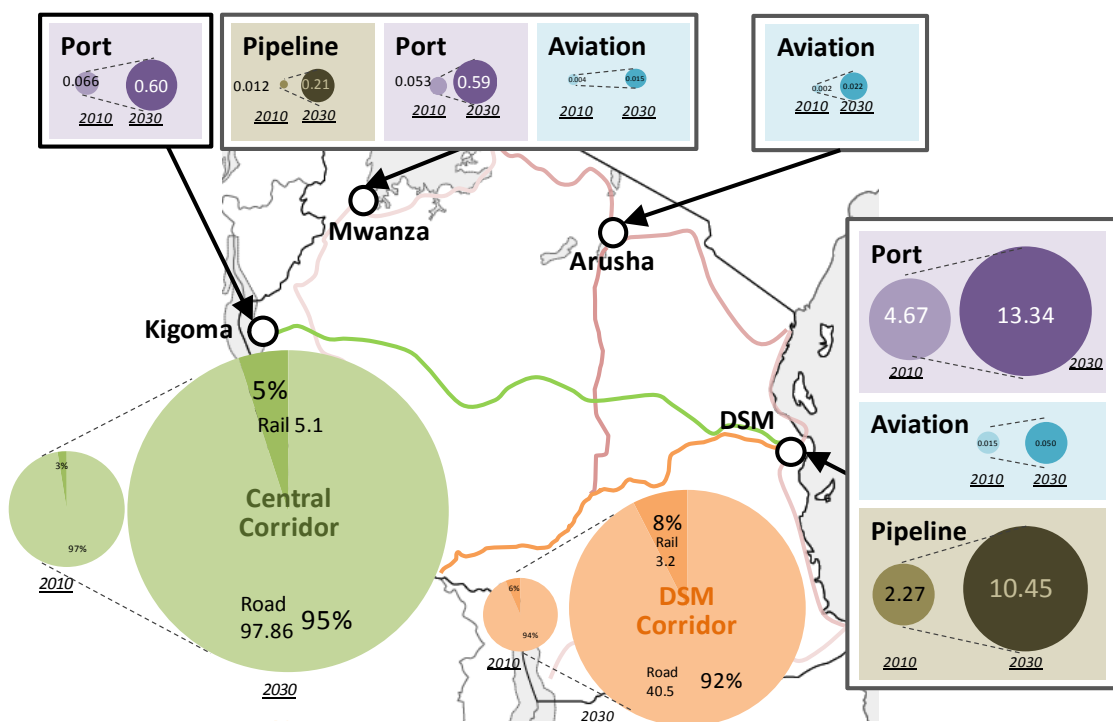 Port
0.066
0.60
2010
2030
Pipeline
0.012
0.21
2010
2030
Port
0.053
0.59
2010
2030
Aviation
0.004
0.015
2010
2030
Aviation
0.002
0.022
2010
2030
Mwanza
Arusha
Kigoma
DSM
Port
4.67
13.34
2010
2030
Aviation
0.015
0.050
2010
2030
Pipeline
2.27
10.45
2010
2030
3%
97%
2010
5%
Rail 5.1
Central
Corridor
Road
97.86
95%
2030
6%
94%
2010
8%
Rail
3.2
DSM
Corridor
Road
40.5
92%
2030